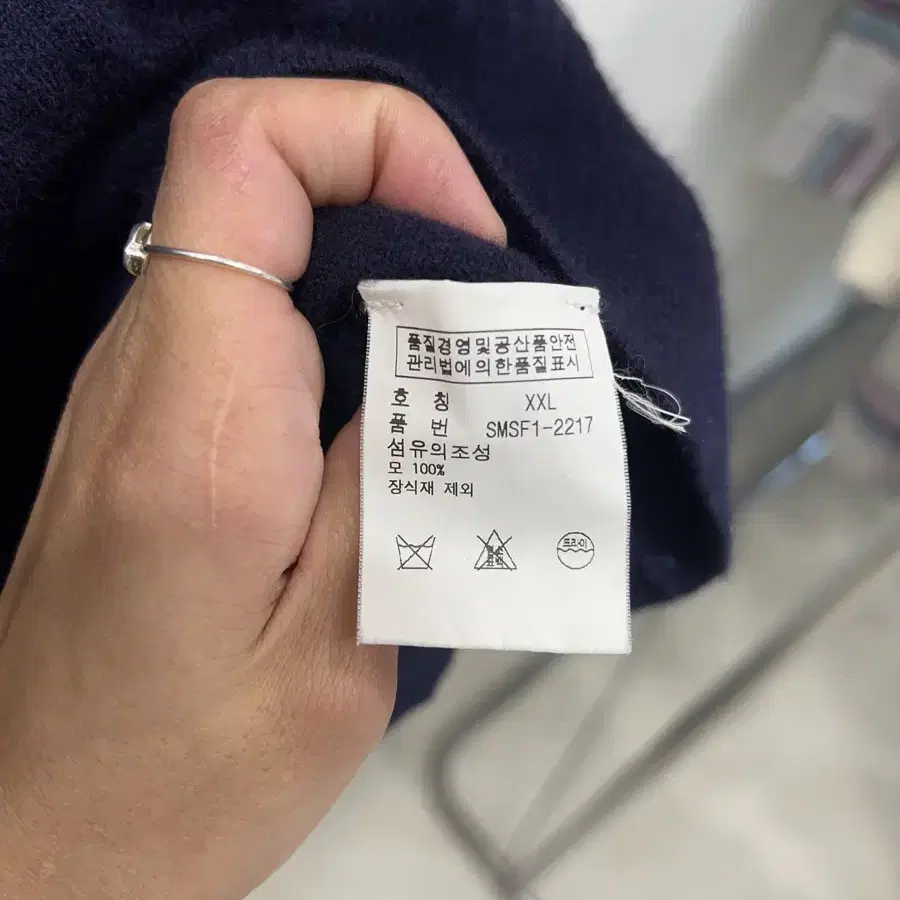 품질경영및공산품안전
관리법에의한품질표시
호 칭 XXL
품 번 SMSF1-2217
섬유의조성
모 100%
장식재 제외
드라이